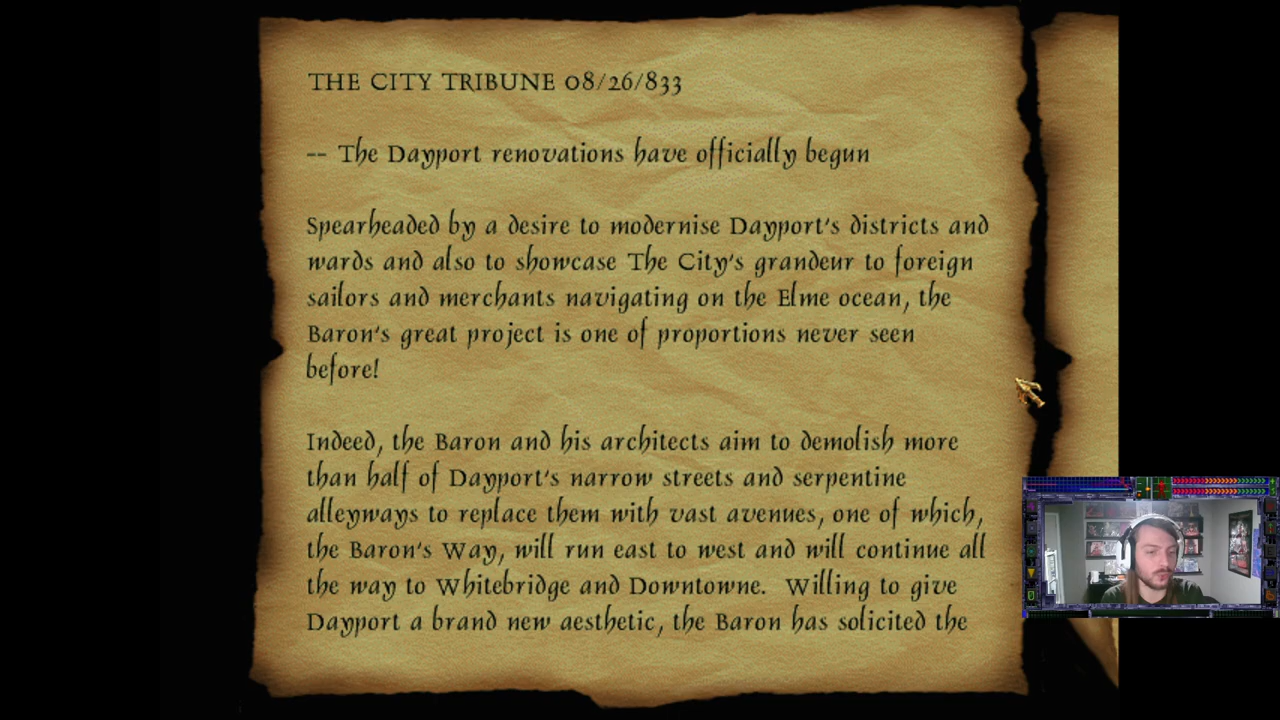 THE CITY TRIBUNE 08/26/833
-- The Dayport renovations have officially begun
Spearheaded by a desire to modernise Dayport's districts and
wards and also to showcase The City's grandeur to foreign
sailors and merchants navigating on the Elme ocean, the
Baron's great project is one of proportions never seen
before!
Indeed, the Baron and his architects aim to demolish more
than half of Dayport's narrow streets and serpentine
alleyways to replace them with vast avenues, one of which,
the Baron's Way, will run east to west and will continue all
the way to Whitebridge and Downtowne.  Willing to give
Dayport a brand new aesthetic, the Baron has solicited the